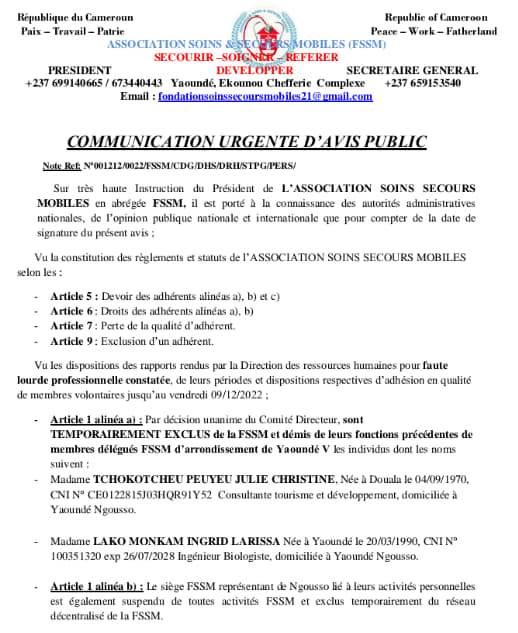 République du Cameroun Republic of Cameroon
Paix – Travail – Patrie Peace – Work – Fatherland
ASSOCIATION SOINS & SECOURS MOBILES (FSSM)
SECOURIR –SOIGNER – REFERER
PRESIDENT DEVELOPPER SECRETAIRE GENERAL
+237 699140665 / 673440443 Yaoundé, Ekounou Chefferie Complexe +237 659153540
Email : fondationsoinssecoursmobiles21@gmail.com
COMMUNICATION URGENTE D'AVIS PUBLIC
Note Ref: N°001212/0022/FSSM/CDG/DHS/DRH/STPG/PERS/
Sur très haute Instruction du Président de L'ASSOCIATION SOINS SECOURS
MOBILES en abrégée FSSM, il est porté à la connaissance des autorités administratives
nationales, de l'opinion publique nationale et internationale que pour compter de la date de
signature du présent avis ;
Vu la constitution des règlements et statuts de l'ASSOCIATION SOINS SECOURS MOBILES
selon les :
- Article 5 : Devoir des adhérents alinéas a), b) et c)
- Article 6 : Droits des adhérents alinéas a), b)
- Article 7 : Perte de la qualité d'adhérent.
- Article 9 : Exclusion d'un adhérent.
Vu les dispositions des rapports rendus par la Direction des ressources humaines pour faute
lourde professionnelle constatée, de leurs périodes et dispositions respectives d'adhésion en qualité
de membres volontaires jusqu'au vendredi 09/12/2022 ;
- Article 1 alinéa a) : Par décision unanime du Comité Directeur, sont
TEMPORAIREMENT EXCLUS de la FSSM et démis de leurs fonctions précédentes de
membres délégués FSSM d'arrondissement de Yaoundé V les individus dont les noms
suivent :
- Madame TCHOKOTCHEU PEUYEU JULIE CHRISTINE, Née à Douala le 04/09/1970,
CNI N° CE0122815J03HQR91Y52 Consultante tourisme et développement, domiciliée à
Yaoundé Ngousso.
- Madame LAKO MONKAM INGRID LARISSA Née à Yaoundé le 20/03/1990, CNI N°
100351320 exp 26/07/2028 Ingénieur Biologiste, domiciliée à Yaoundé Ngousso.
- Article 1 alinéa b) : Le siège FSSM représentant de Ngousso lié à leurs activités personnelles
est également suspendu de toutes activités FSSM et exclus temporairement du réseau
décentralisé de la FSSM.